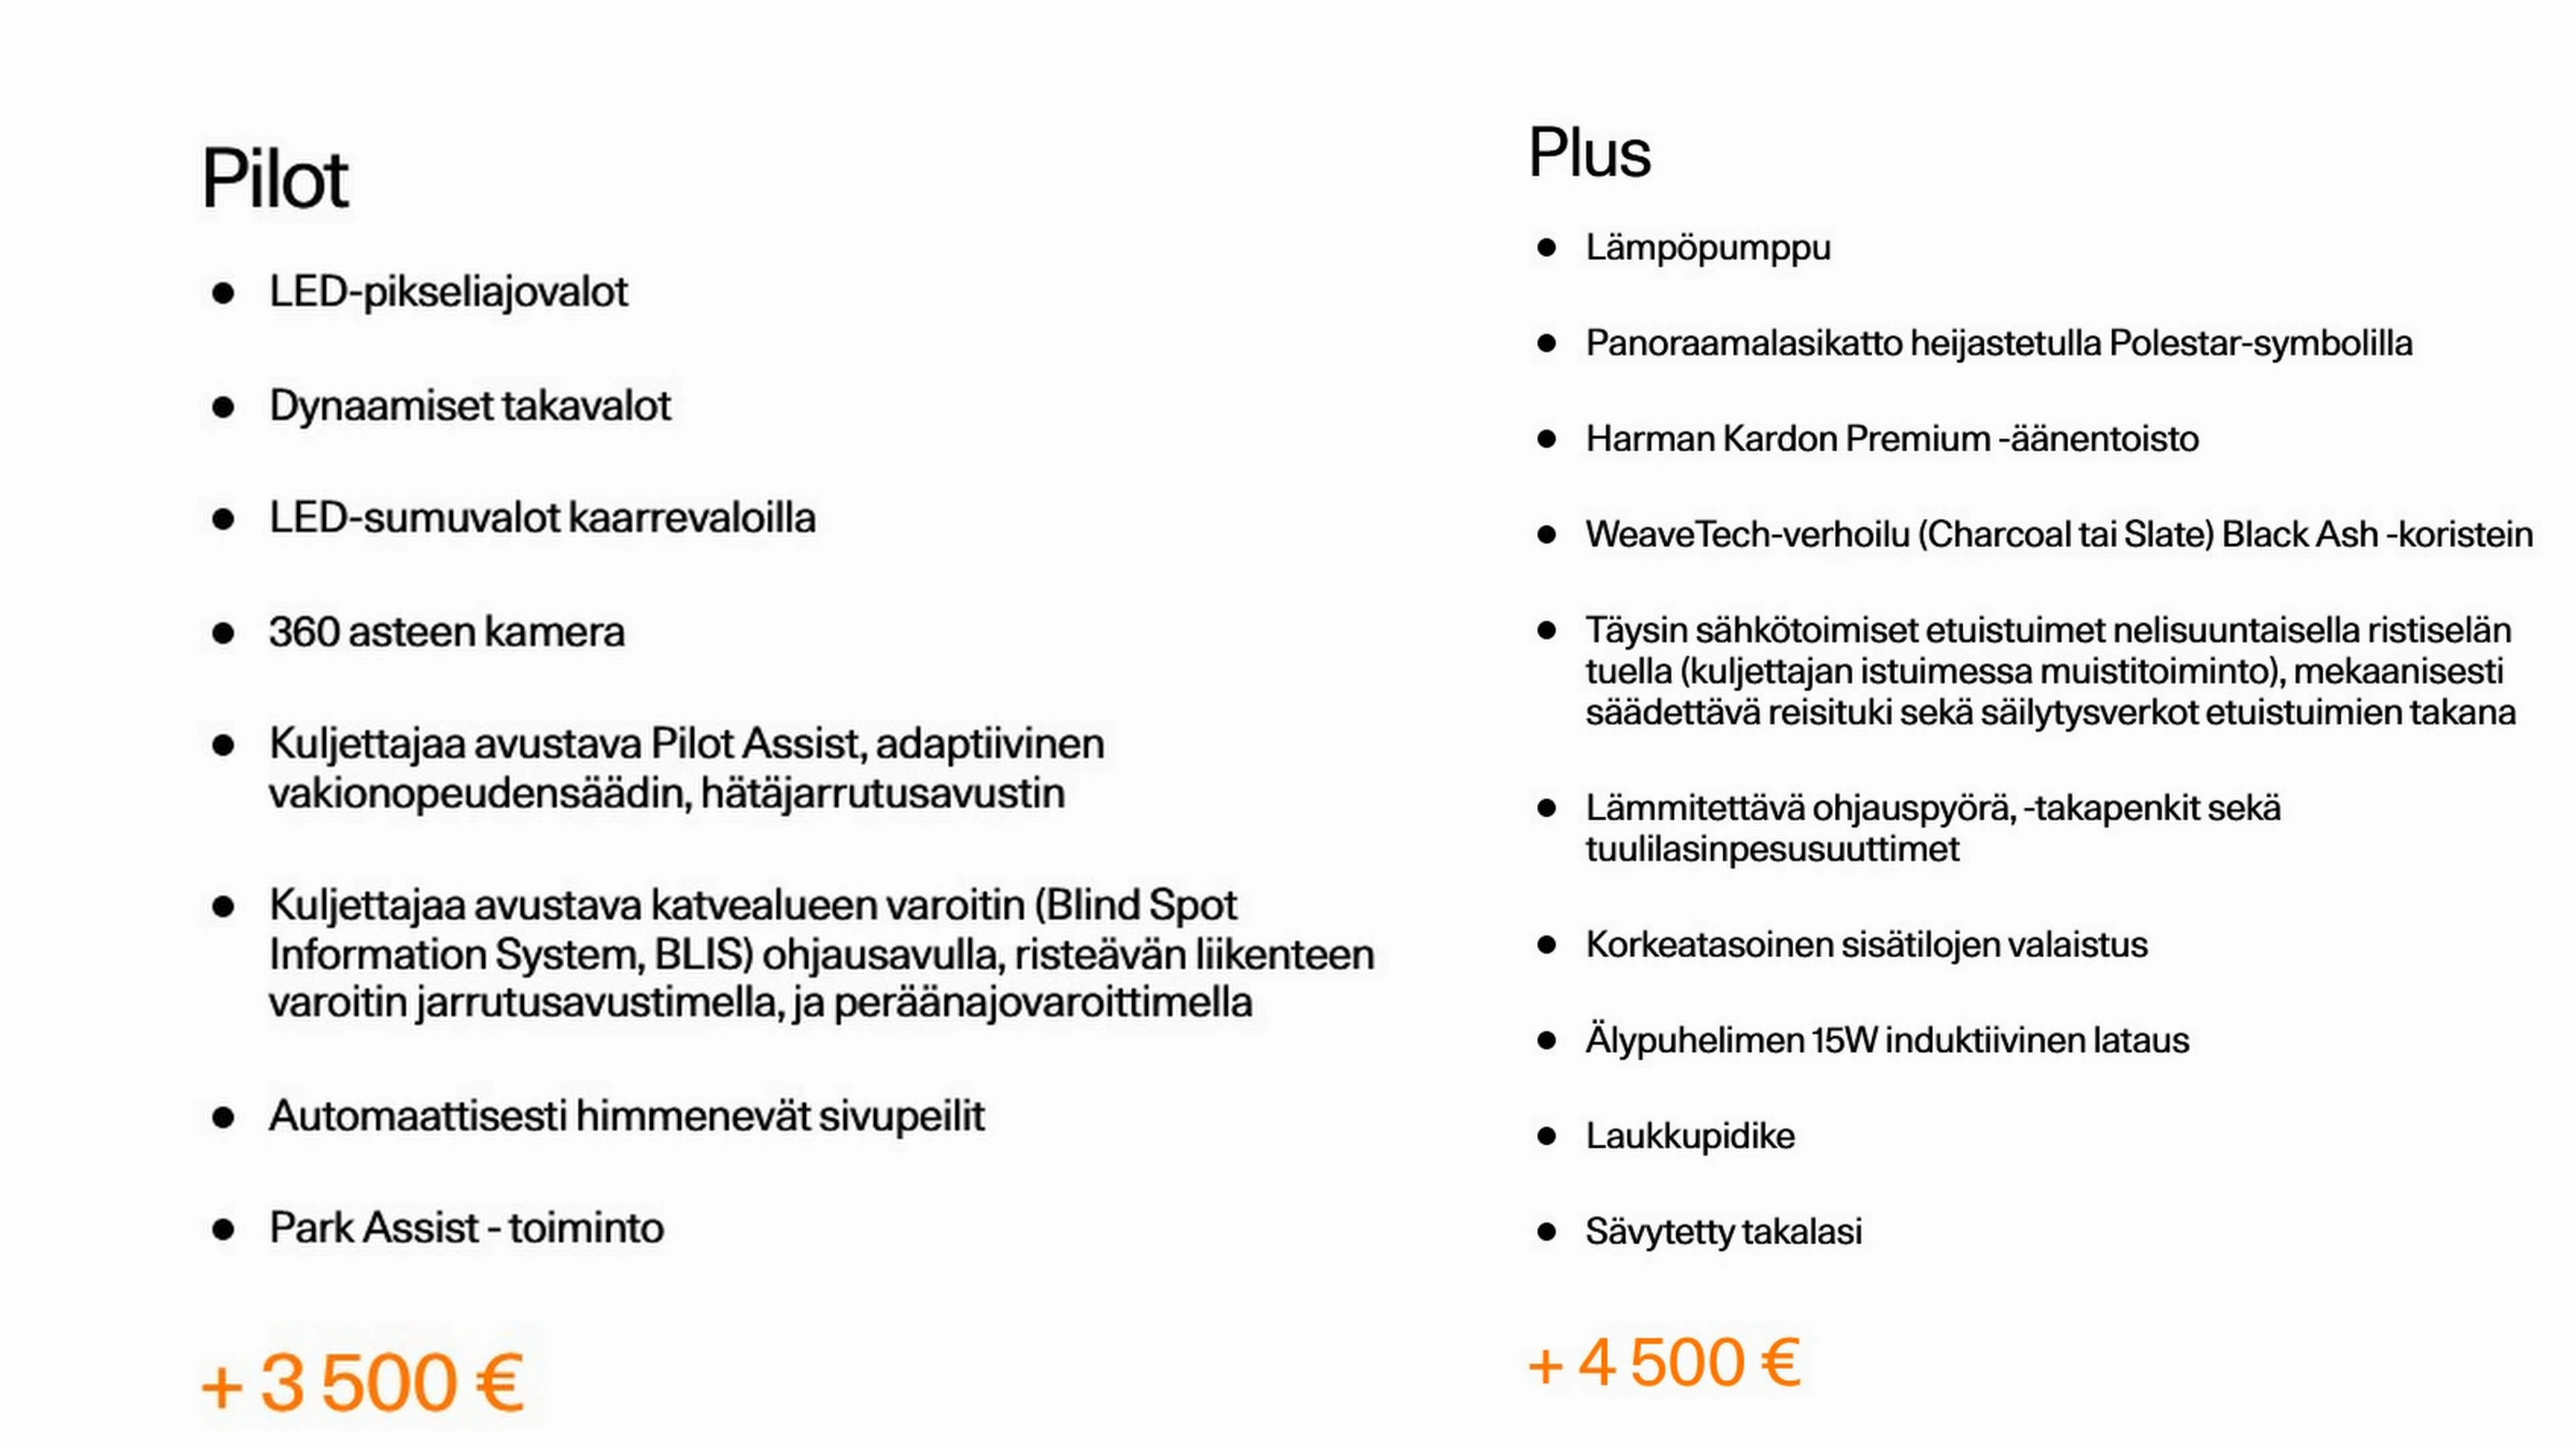 Pilot
LED-pikseliajovalot
Dynaamiset takavalot
LED-sumuvalot kaarrevaloilla
360 asteen kamera
Kuljettajaa avustava Pilot Assist, adaptiivinen
vakionopeudensäädin, hätäjarrutusavustin
Kuljettajaa avustava katvealueen varoitin (Blind Spot
Information System, BLIS) ohjausavulla, risteävän liikenteen
varoitin jarrutusavustimella, ja peräänajovaroittimella
Automaattisesti himmenevät sivupeilit
Park Assist - toiminto
+ 3 500 €
Plus
Lämpöpumppu
Panoraamalasikatto heijastetulla Polestar-symbolilla
Harman Kardon Premium -äänentoisto
WeaveTech-verhoilu (Charcoal tai Slate) Black Ash -koristein
Täysin sähkötoimiset etuistuimet nelisuuntaisella ristiselän
tuella (kuljettajan istuimessa muistitoiminto), mekaanisesti
säädettävä reisituki sekä säilytysverkot etuistuimien takana
Lämmitettävä ohjauspyörä, -takapenkit sekä
tuulilasinpesusuuttimet
Korkeatasoinen sisätilojen valaistus
Älypuhelimen 15W induktiivinen lataus
Laukkupidike
Sävytetty takalasi
+ 4 500 €